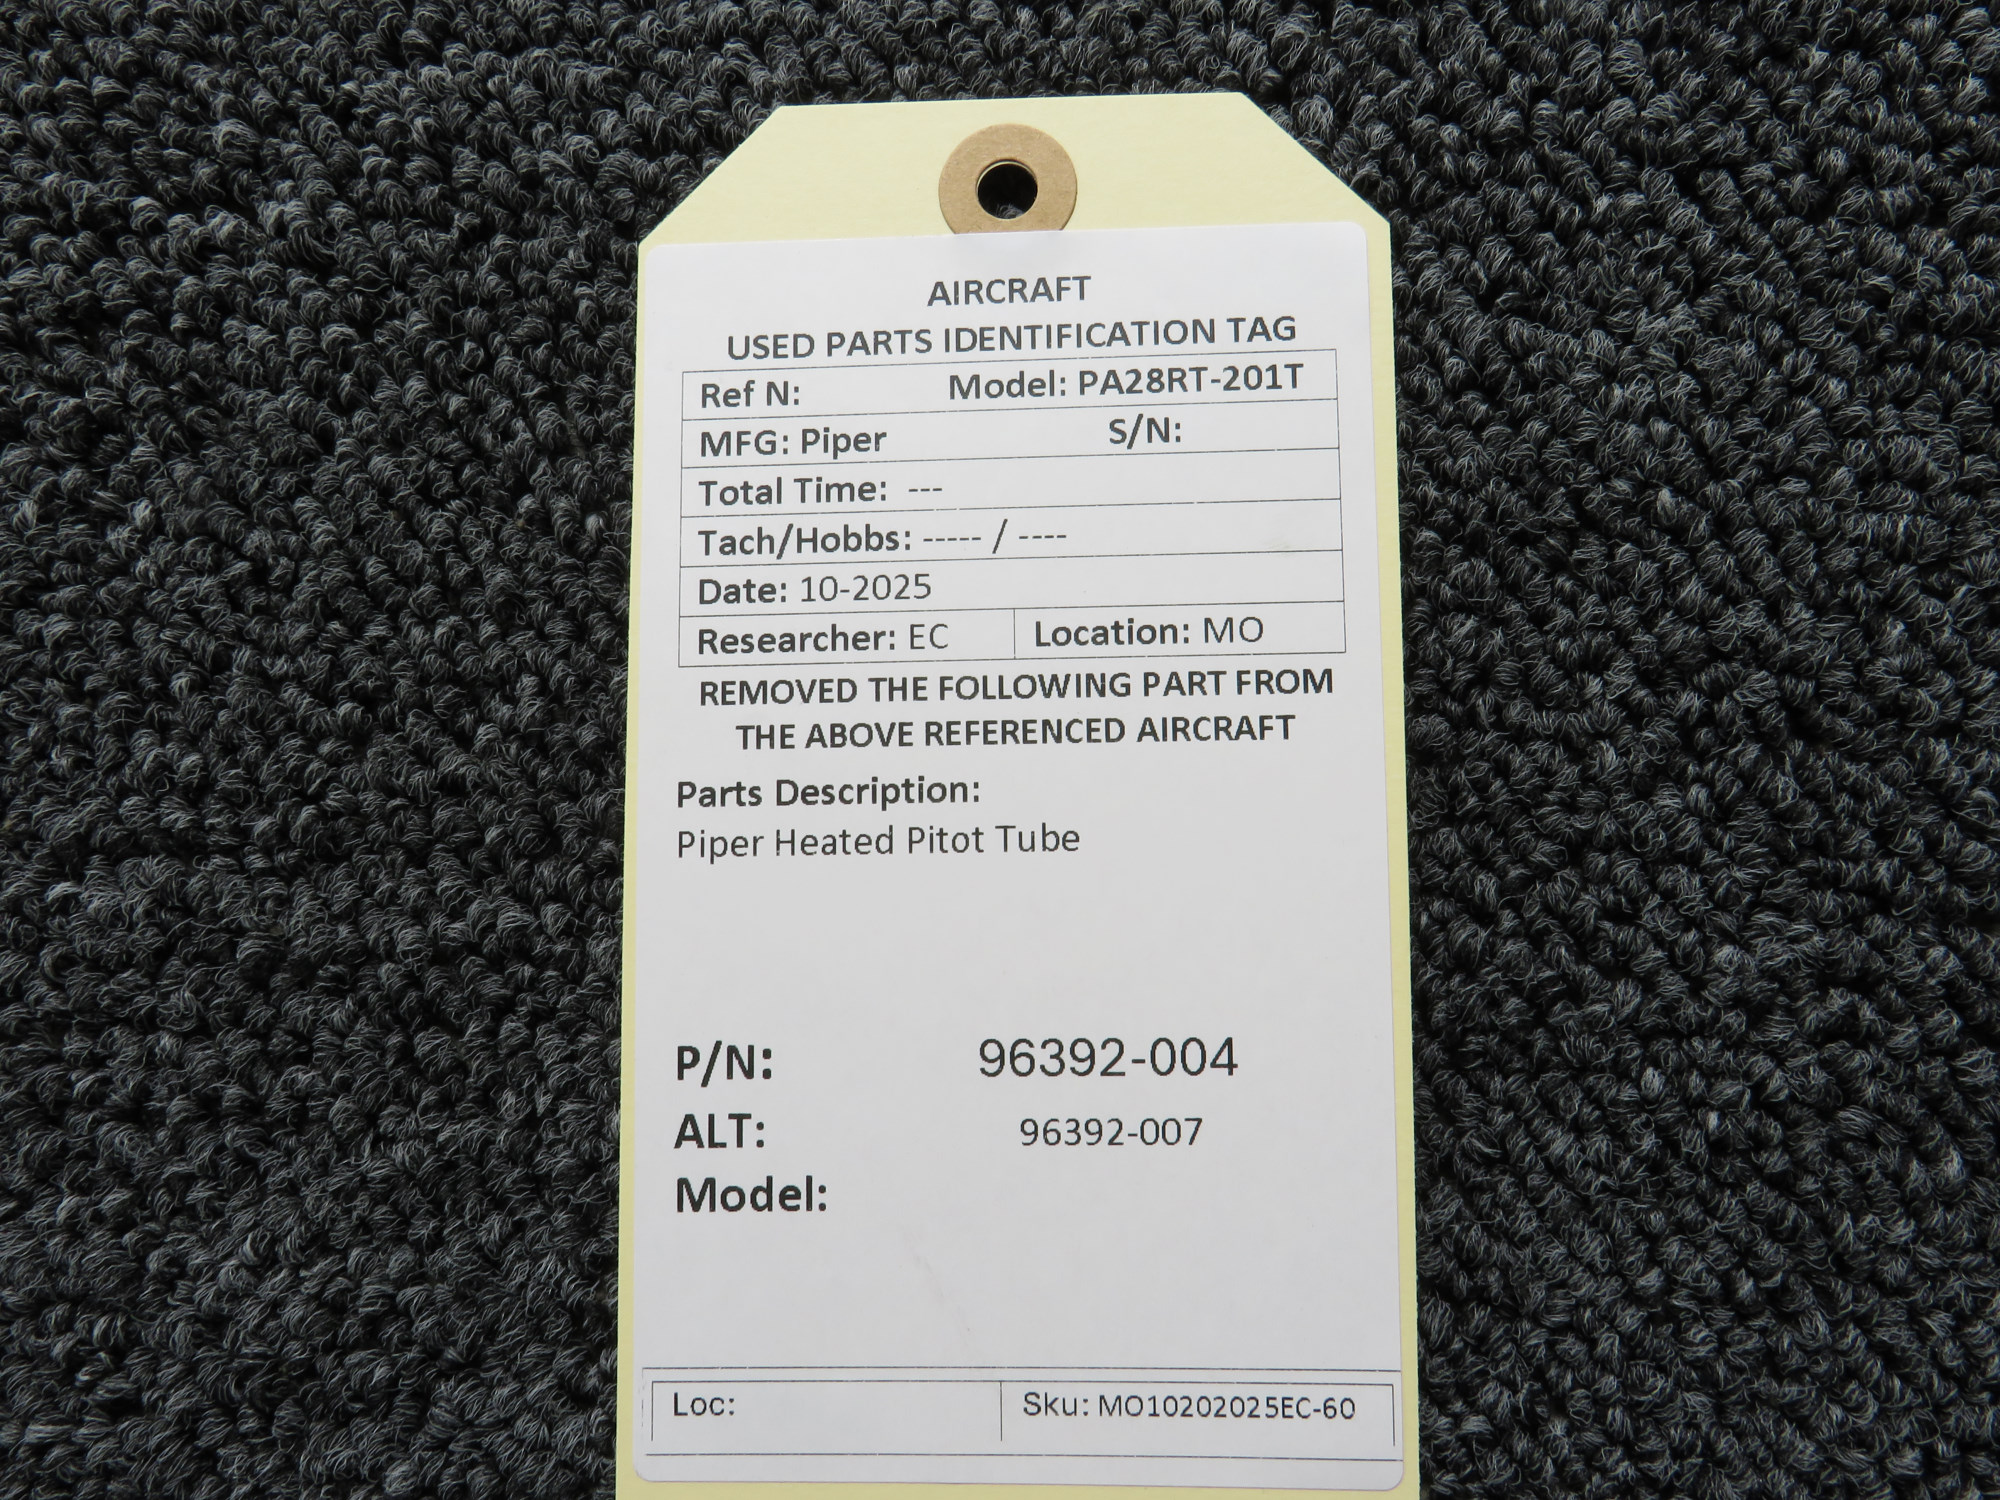 AIRCRAFT
USED PARTS IDENTIFICATION TAG
Ref N: Model: PA28RT-201T
MFG: Piper S/N:
Total Time: ---
Tach/Hobbs: ----- / ----
Date: 10-2025
Researcher: EC Location: MO
REMOVED THE FOLLOWING PART FROM
THE ABOVE REFERENCED AIRCRAFT
Parts Description:
Piper Heated Pitot Tube
P/N: 96392-004
ALT: 96392-007
Model:
Loc: Sku: MO10202025EC-60